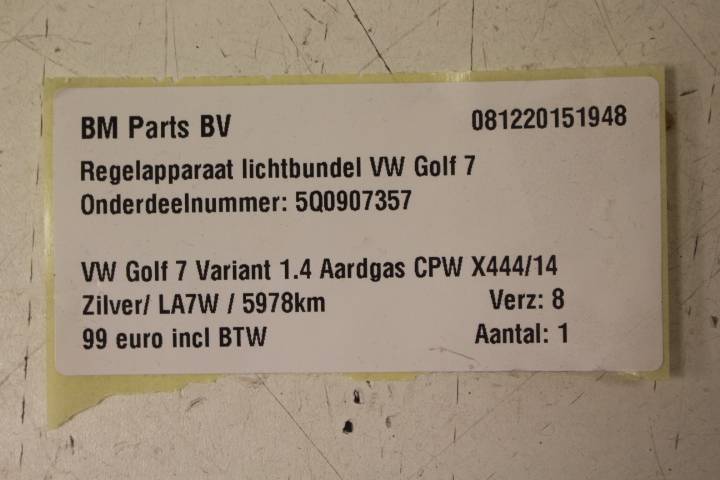 BM Parts BV 081220151948
Regelapparaat lichtbundel VW Golf 7
Onderdeelnummer: 5Q0907357
VW Golf 7 Variant 1.4 Aardgas CPW X444/14
Zilver/ LA7W / 5978km Verz: 8
99 euro incl BTW Aantal: 1